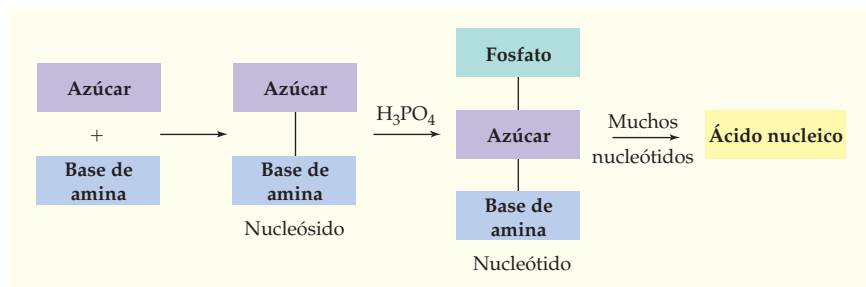 Azúcar
+
Base de
amina
Azúcar
Base de
amina
Nucleósido
H₃PO₄
Fosfato
Azúcar
Base de
amina
Nucleótido
Muchos
nucleótidos
Ácido nucleico